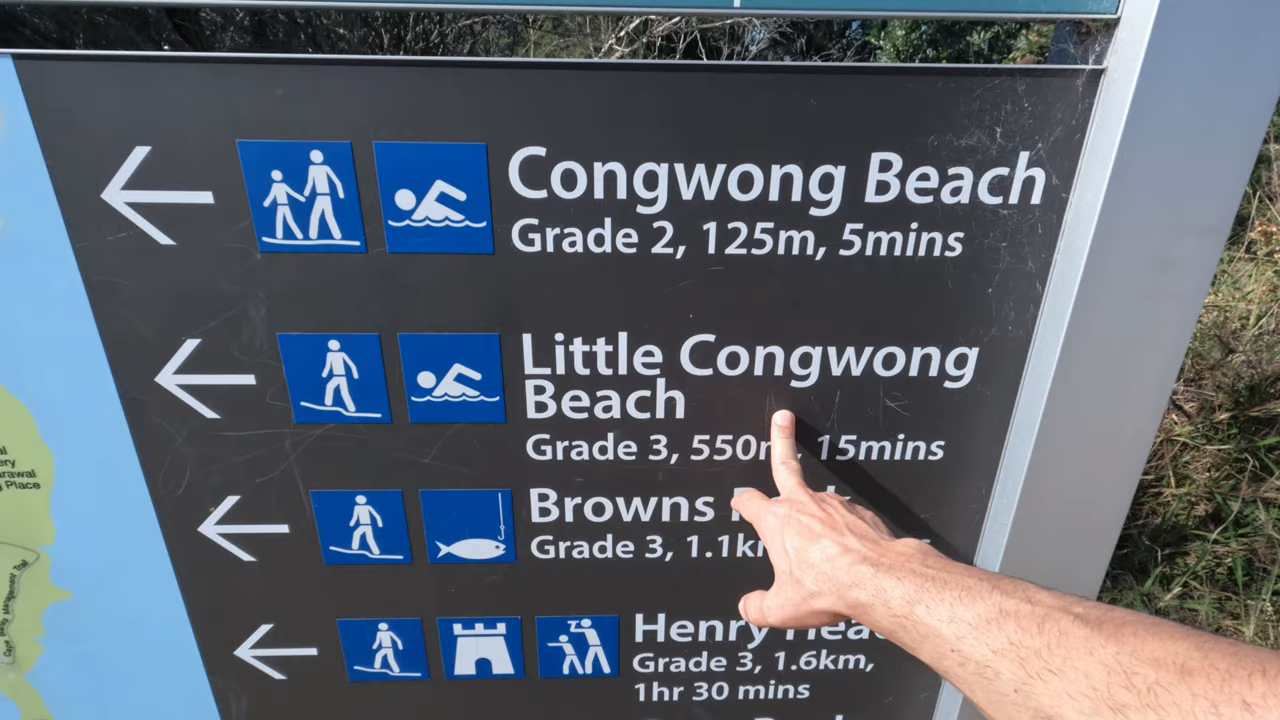 Congwong Beach
Grade 2, 125m, 5mins
Little Congwong
Beach
Grade 3, 550m, 15mins
Browns
Grade 3, 1.1km
Henry Head
Grade 3, 1.6km,
1hr 30 mins
Place